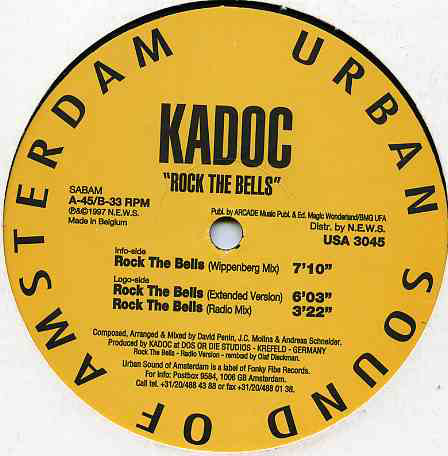 URBAN SOUND OF AMSTERDAM
KADOC
"ROCK THE BELLS"
SABAM
A-45/B-33 RPM
℗&©1997 N.E.W.S.
Made in Belgium
Publ. by ARCADE Music Publ. & Ed. Magic Wonderland/BMG UFA
Distr. by N.E.W.S.
USA 3045
Info-side
Rock The Bells (Wippenberg Mix) 7'10"
Logo-side
Rock The Bells (Extended Version) 6'03"
Rock The Bells (Radio Mix) 3'22"
Composed, Arranged & Mixed by David Penin, J.C. Molina & Andreas Schneider.
Produced by KADOC at DOS OR DIE STUDIOS - KREFELD - GERMANY
Rock The Bells - Radio Version - remixed by Olaf Dieckman.
Urban Sound of Amsterdam is a label of Fonky Fibe Records.
For Info: Postbox 9584, 1006 GB Amsterdam.
Call tel. +31/20/488 43 88 or fax +31/20/488 01 38.